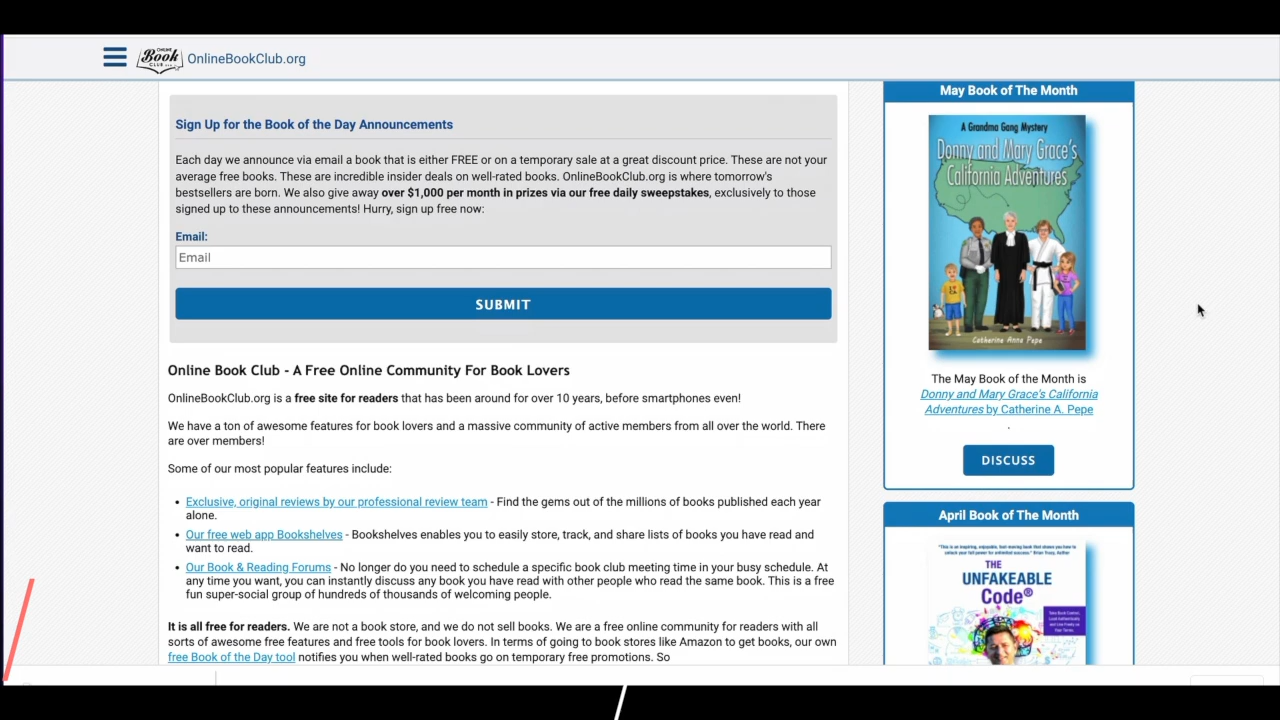 ONLINE
Book
CLUB
OnlineBookClub.org
Sign Up for the Book of the Day Announcements
Each day we announce via email a book that is either FREE or on a temporary sale at a great discount price. These are not your
average free books. These are incredible insider deals on well-rated books. OnlineBookClub.org is where tomorrow's
bestsellers are born. We also give away over $1,000 per month in prizes via our free daily sweepstakes, exclusively to those
signed up to these announcements! Hurry, sign up free now:
Email:
Email
SUBMIT
Online Book Club - A Free Online Community For Book Lovers
OnlineBookClub.org is a free site for readers that has been around for over 10 years, before smartphones even!
We have a ton of awesome features for book lovers and a massive community of active members from all over the world. There
are over members!
Some of our most popular features include:
• Exclusive, original reviews by our professional review team - Find the gems out of the millions of books published each year
alone.
• Our free web app Bookshelves - Bookshelves enables you to easily store, track, and share lists of books you have read and
want to read.
• Our Book & Reading Forums - No longer do you need to schedule a specific book club meeting time in your busy schedule. At
any time you want, you can instantly discuss any book you have read with other people who read the same book. This is a free
fun super-social group of hundreds of thousands of welcoming people.
It is all free for readers. We are not a book store, and we do not sell books. We are a free online community for readers with all
sorts of awesome free features and free tools for book lovers. In terms of going to book stores like Amazon to get books, our own
free Book of the Day tool notifies you when well-rated books go on temporary free promotions. So
May Book of The Month
A Grandma Gang Mystery
Donny and Mary Grace's
California Adventures
Catherine Anna Pepe
The May Book of the Month is
Donny and Mary Grace's California
Adventures by Catherine A. Pepe
.
DISCUSS
April Book of The Month
THE
UNFAKEABLE
Code®